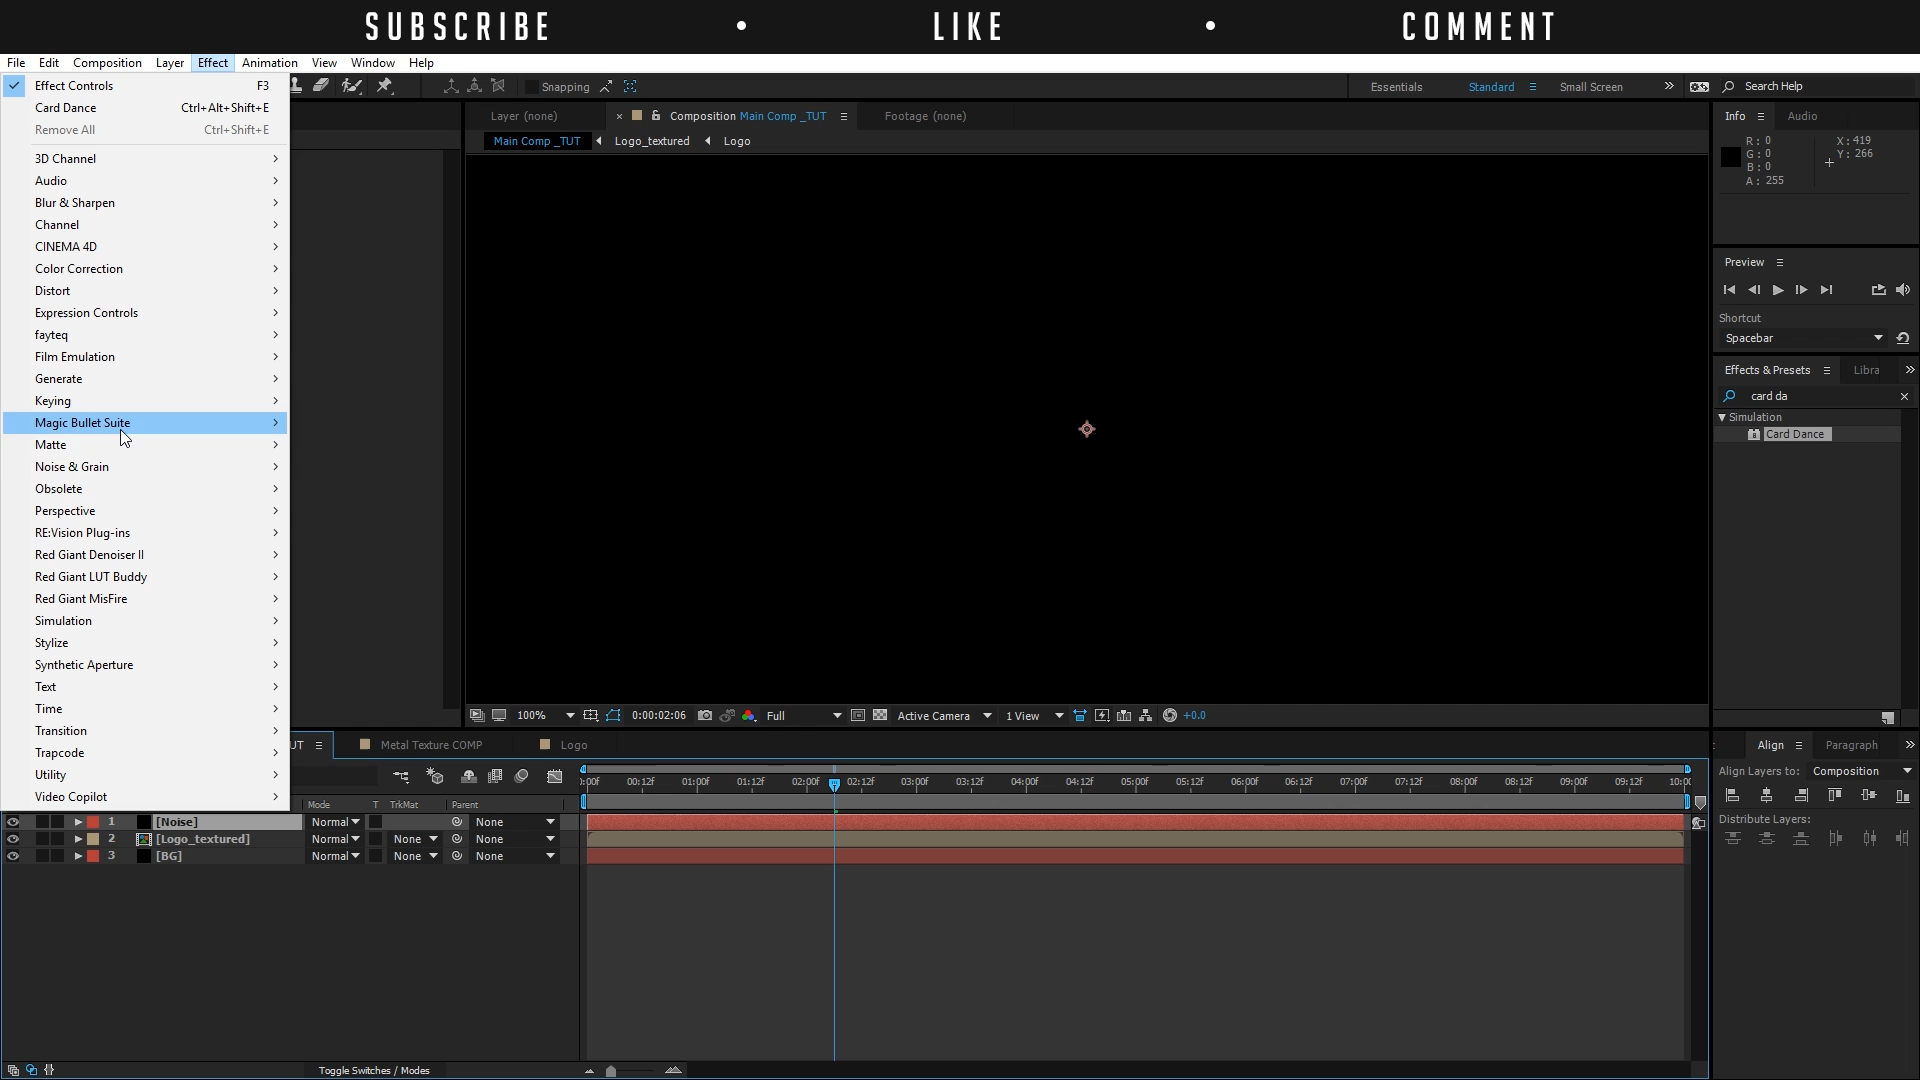 SUBSCRIBE • LIKE • COMMENT
File Edit Composition Layer Effect Animation View Window Help
Effect Controls F3
Card Dance Ctrl+Alt+Shift+E
Remove All Ctrl+Shift+E
3D Channel
Audio
Blur & Sharpen
Channel
CINEMA 4D
Color Correction
Distort
Expression Controls
fayteq
Film Emulation
Generate
Keying
Magic Bullet Suite
Matte
Noise & Grain
Obsolete
Perspective
RE:Vision Plug-ins
Red Giant Denoiser II
Red Giant LUT Buddy
Red Giant MisFire
Simulation
Stylize
Synthetic Aperture
Text
Time
Transition
Trapcode
Utility
Video Copilot
Snapping
Essentials Standard Small Screen Search Help
Layer (none) Composition Main Comp _TUT Footage (none)
Main Comp _TUT Logo_textured Logo
100% 0:00:02:06 Full Active Camera 1 View +0.0
Info Audio
R: 0 X: 419
G: 0 Y: 266
B: 0
A: 255
Preview
Shortcut
Spacebar
Effects & Presets Libra
card da
Simulation
Card Dance
UT Metal Texture COMP Logo
:00f 00:12f 01:00f 01:12f 02:00f 02:12f 03:00f 03:12f 04:00f 04:12f 05:00f 05:12f 06:00f 06:12f 07:00f 07:12f 08:00f 08:12f 09:00f 09:12f 10:00
Mode T TrkMat Parent
1 [Noise] Normal None
2 [Logo_textured] Normal None None
3 [BG] Normal None None
Toggle Switches / Modes
Align Paragraph
Align Layers to: Composition
Distribute Layers: